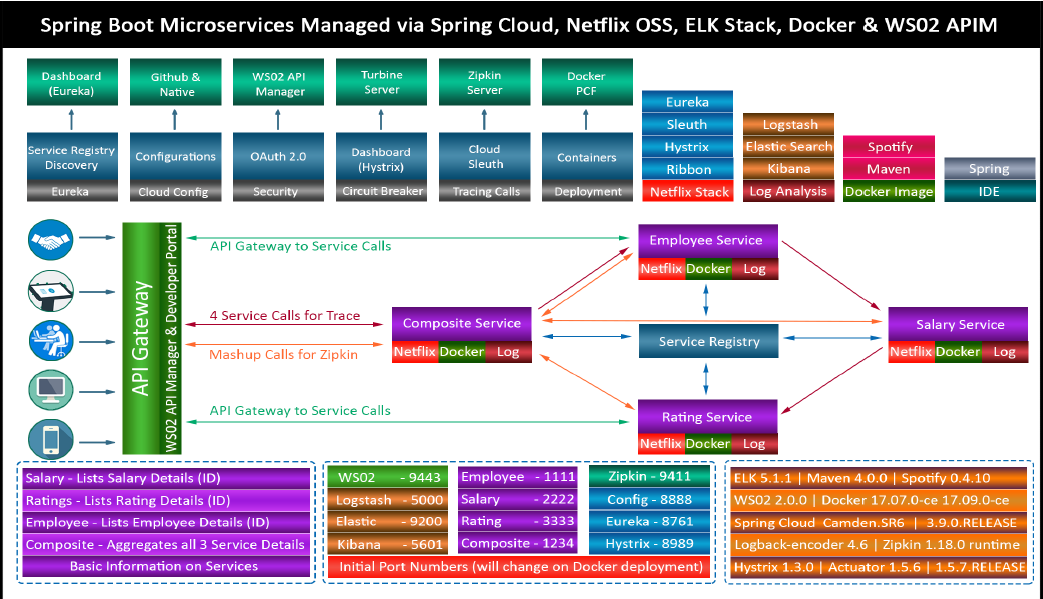 Spring Boot Microservices Managed via Spring Cloud, Netflix OSS, ELK Stack, Docker & WS02 APIM
Dashboard
(Eureka)
Github &
Native
WS02 API
Manager
Turbine
Server
Zipkin
Server
Docker
PCF
Service Registry
Discovery
Eureka
Configurations
Cloud Config
OAuth 2.0
Security
Dashboard
(Hystrix)
Circuit Breaker
Cloud
Sleuth
Tracing Calls
Containers
Deployment
Eureka
Sleuth
Hystrix
Ribbon
Netflix Stack
Logstash
Elastic Search
Kibana
Log Analysis
Spotify
Maven
Docker Image
Spring
IDE
API Gateway
WS02 API Manager & Developer Portal
API Gateway to Service Calls
4 Service Calls for Trace
Mashup Calls for Zipkin
API Gateway to Service Calls
Employee Service
Netflix Docker Log
Composite Service
Netflix Docker Log
Service Registry
Salary Service
Netflix Docker Log
Rating Service
Netflix Docker Log
Salary - Lists Salary Details (ID)
Ratings - Lists Rating Details (ID)
Employee - Lists Employee Details (ID)
Composite - Aggregates all 3 Service Details
Basic Information on Services
WS02 - 9443
Logstash - 5000
Elastic - 9200
Kibana - 5601
Employee - 1111
Salary - 2222
Rating - 3333
Composite - 1234
Zipkin - 9411
Config - 8888
Eureka - 8761
Hystrix - 8989
Initial Port Numbers (will change on Docker deployment)
ELK 5.1.1 | Maven 4.0.0 | Spotify 0.4.10
WS02 2.0.0 | Docker 17.07.0-ce 17.09.0-ce
Spring Cloud Camden.SR6 | 3.9.0.RELEASE
Logback-encoder 4.6 | Zipkin 1.18.0 runtime
Hystrix 1.3.0 | Actuator 1.5.6 | 1.5.7.RELEASE